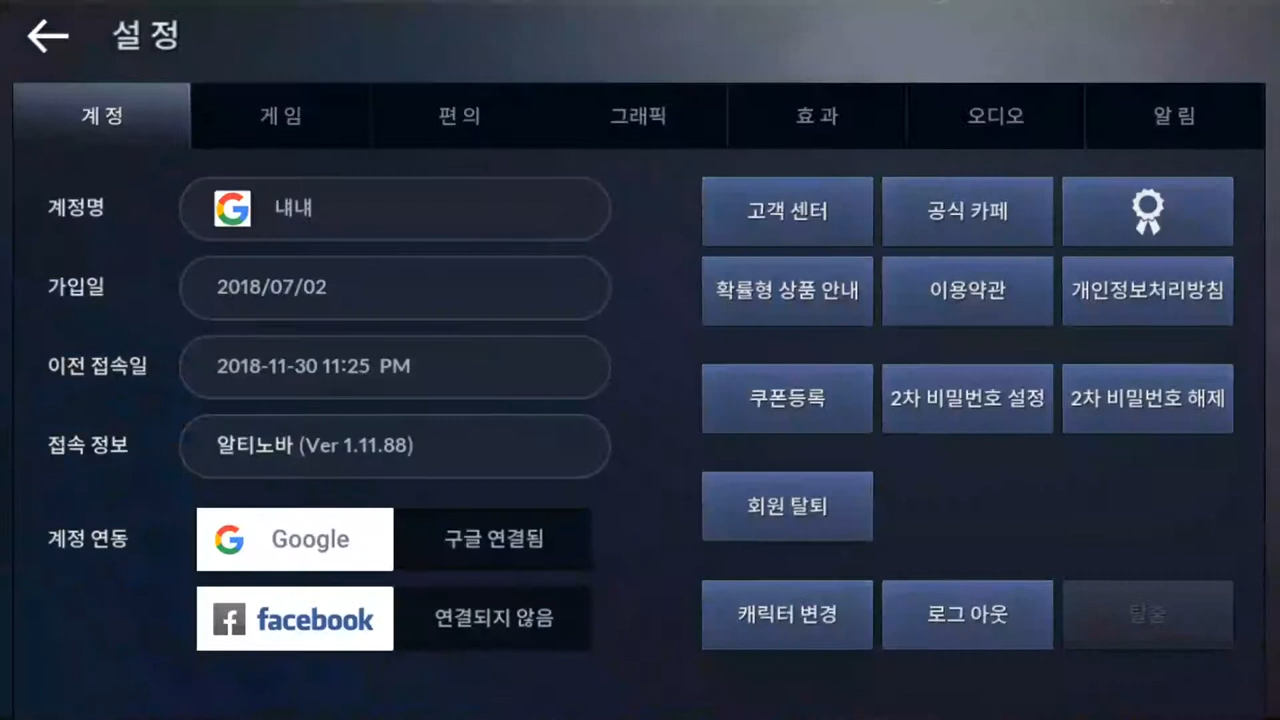 설 정
계 정 게 임 편 의 그래픽 효 과 오디오 알 림
계정명 내내
가입일 2018/07/02
이전 접속일 2018-11-30 11:25 PM
접속 정보 알티노바 (Ver 1.11.88)
계정 연동 Google 구글 연결됨
facebook 연결되지 않음
고객 센터 공식 카페
확률형 상품 안내 이용약관 개인정보처리방침
쿠폰등록 2차 비밀번호 설정 2차 비밀번호 해제
회원 탈퇴
캐릭터 변경 로그 아웃 탈출